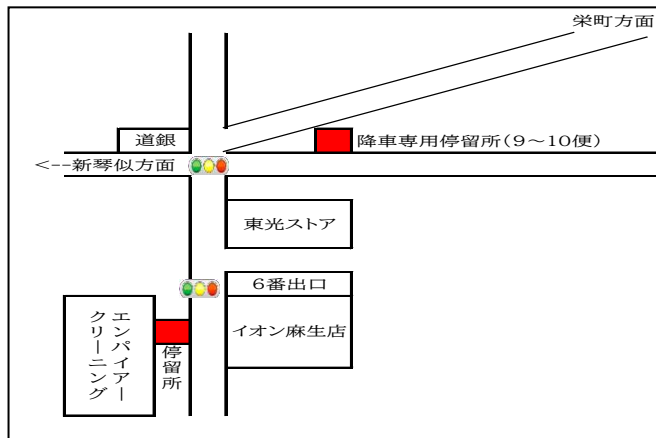 栄町方面
道銀
降車専用停留所(9～10便)
<--新琴似方面
東光ストア
6番出口
イオン麻生店
エンパイアー
クリーニング
停留所